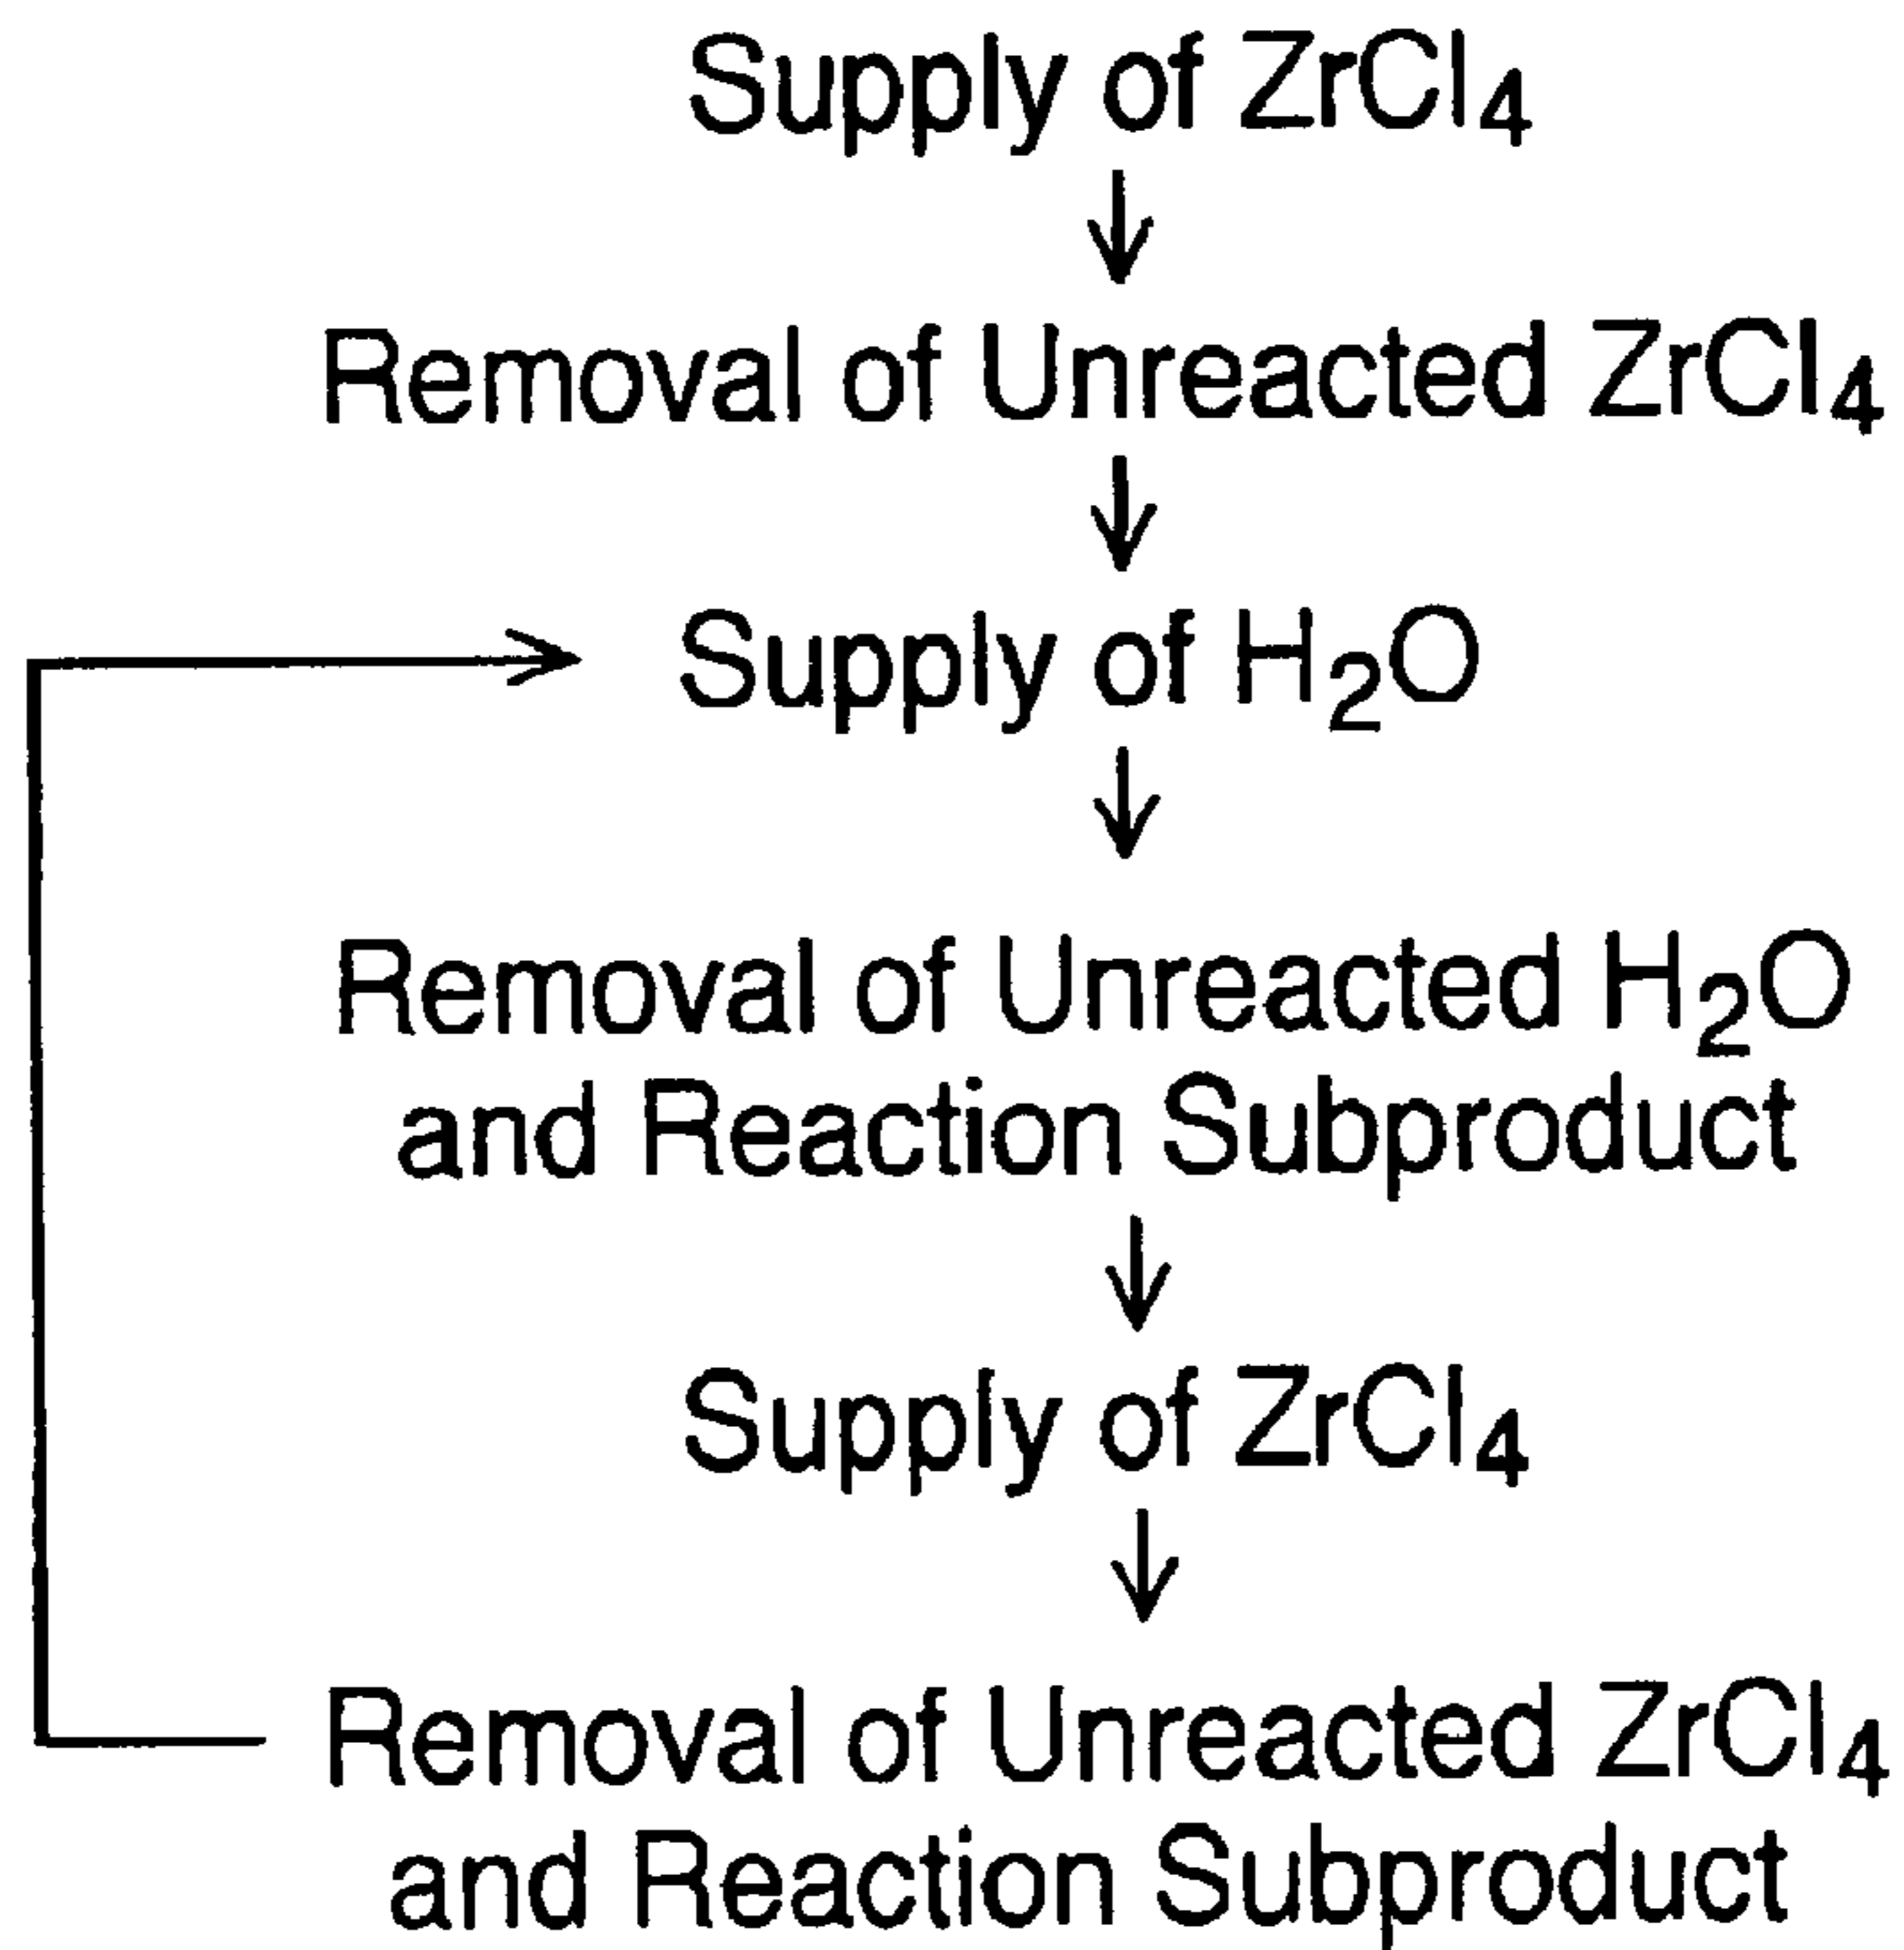 Supply of ZrCl₄
Removal of Unreacted ZrCl₄
Supply of H₂O
Removal of Unreacted H₂O
and Reaction Subproduct
Supply of ZrCl₄
Removal of Unreacted ZrCl₄
and Reaction Subproduct